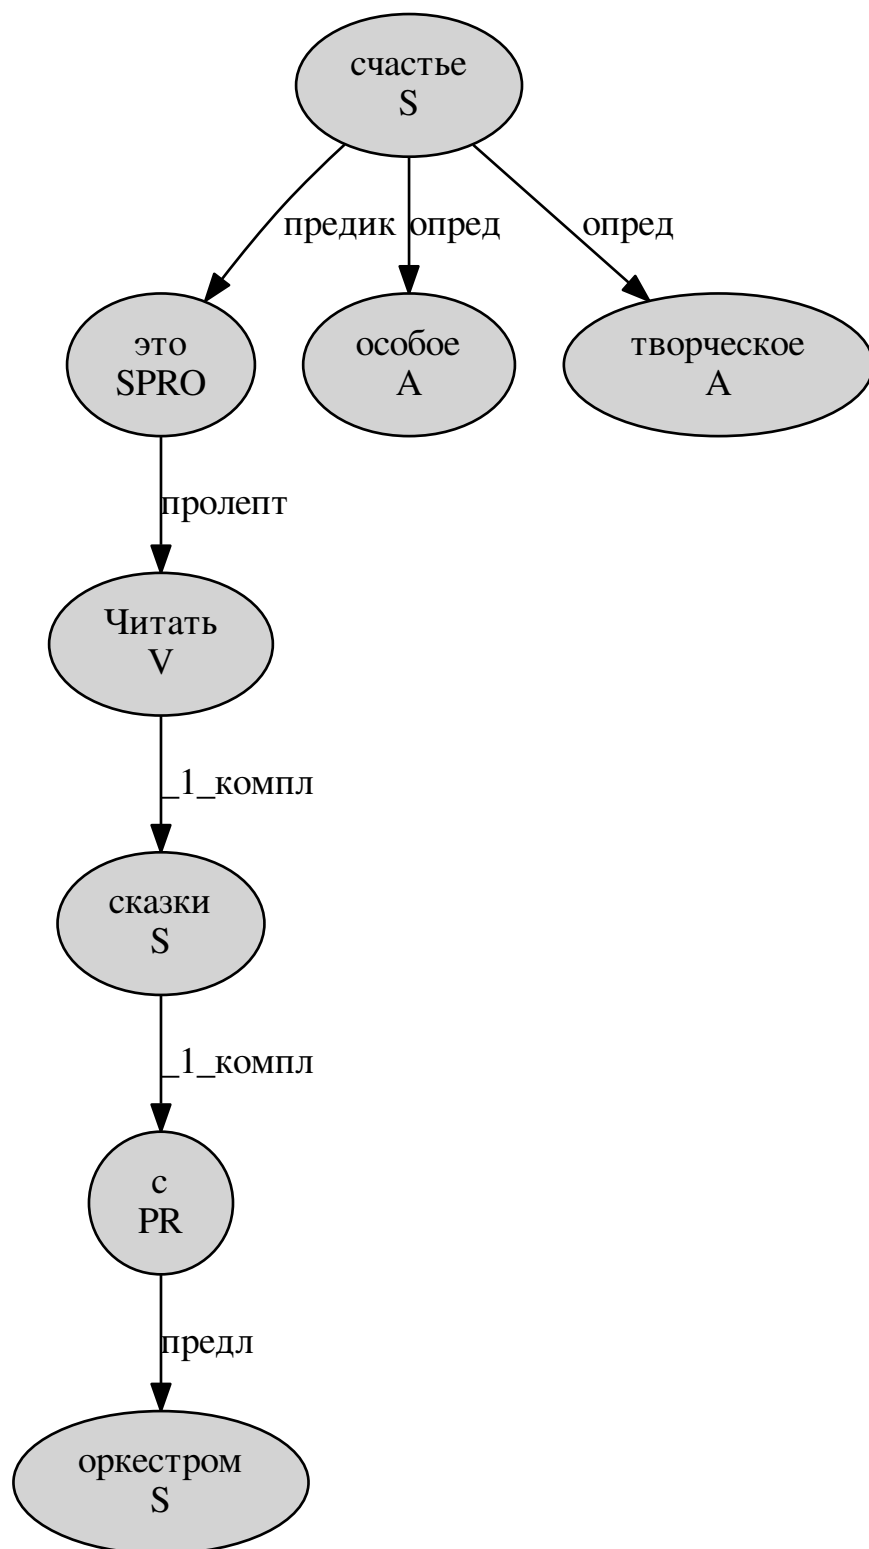 счастье
S
предик
опред
опред
это
SPRO
особое
A
творческое
A
пролепт
Читать
V
_1_компл
сказки
S
_1_компл
с
PR
предл
оркестром
S